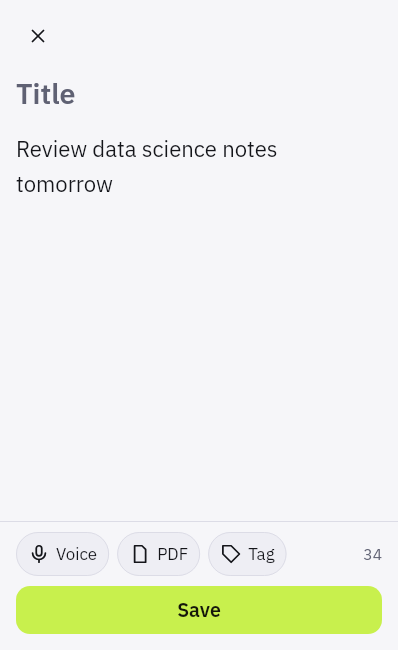 Title
Review data science notes
tomorrow
Voice
PDF
Tag
34
Save